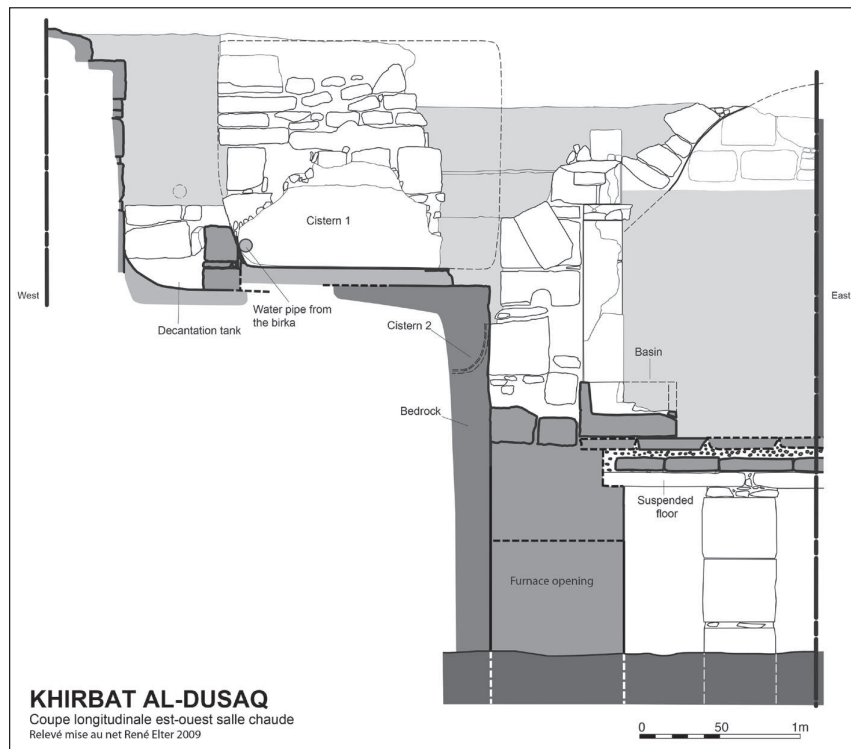 Cistern 1
West
East
Decantation tank
Water pipe from
the birka
Cistern 2
Basin
Bedrock
Suspended
floor
Furnace opening
KHIRBAT AL-DUSAQ
Coupe longitudinale est-ouest salle chaude
Relevé mise au net René Elter 2009
0 50 1m